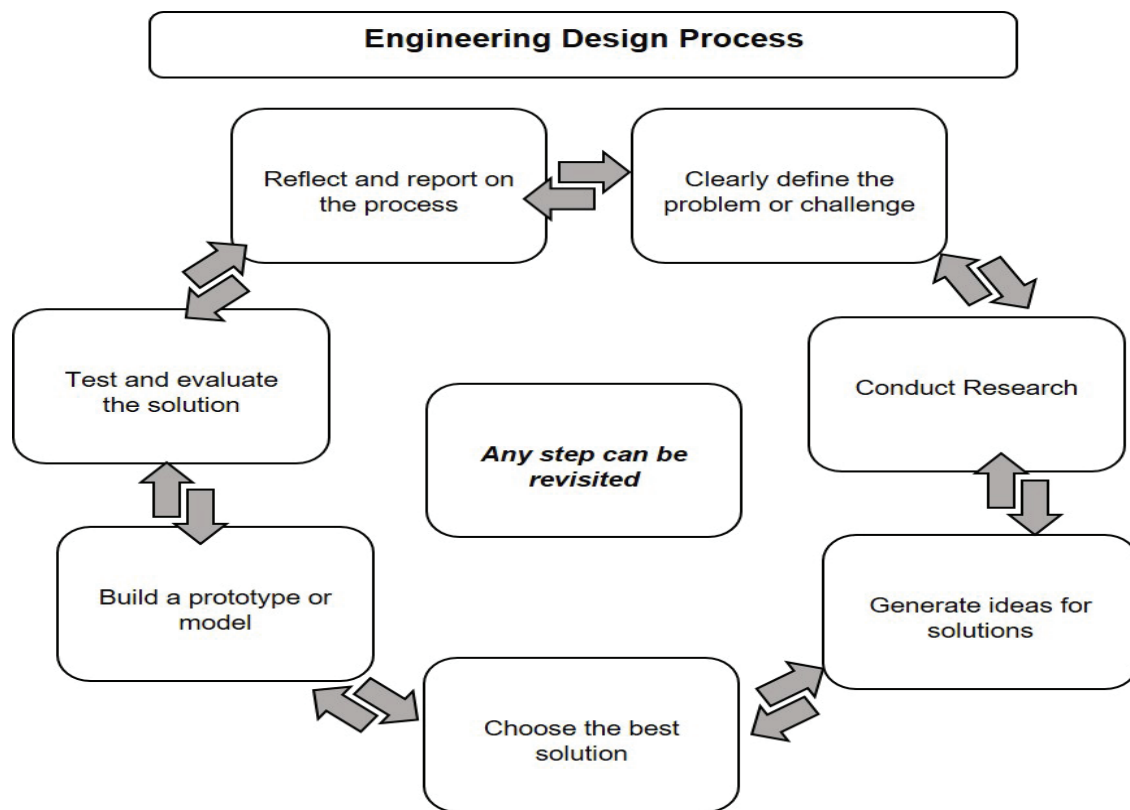 Engineering Design Process
Clearly define the
problem or challenge
Conduct Research
Generate ideas for
solutions
Choose the best
solution
Build a prototype or
model
Test and evaluate
the solution
Reflect and report on
the process
Any step can be
revisited